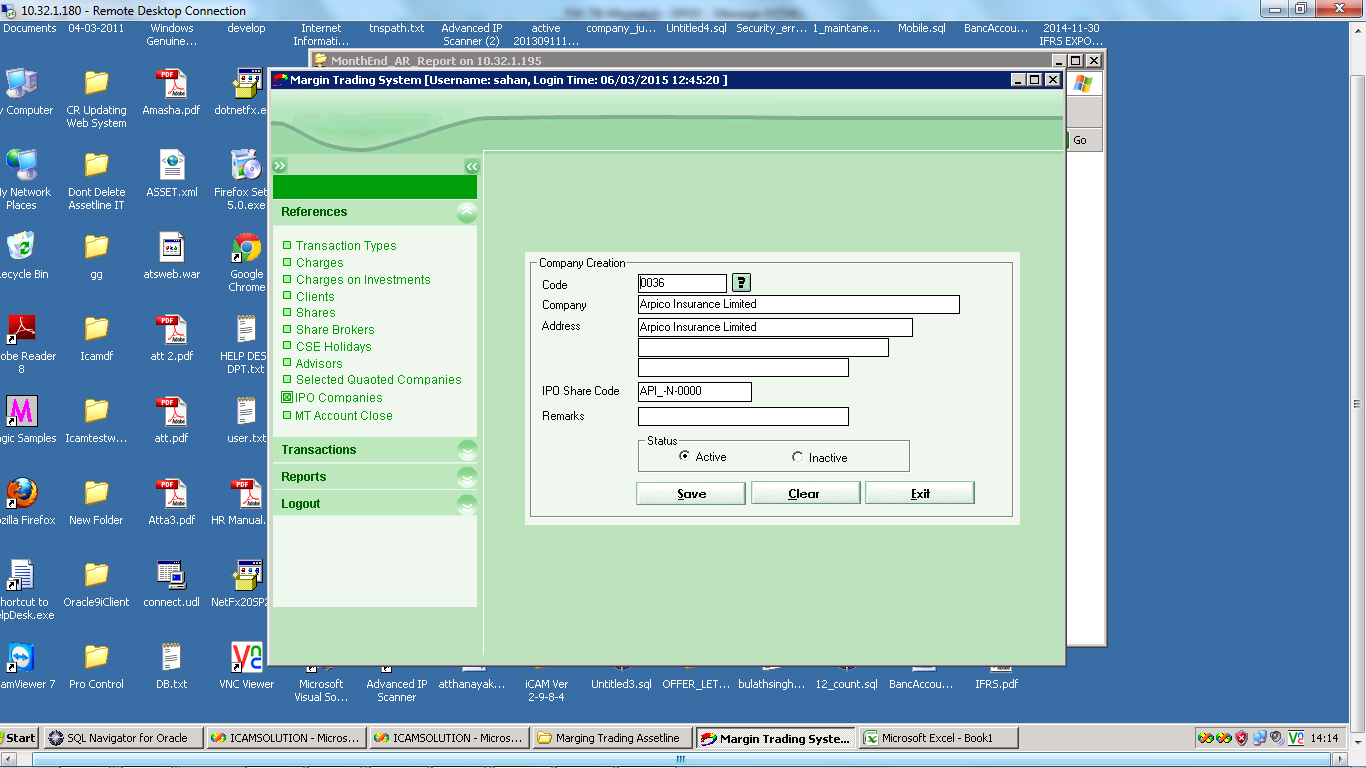 10.32.1.180 - Remote Desktop Connection
Documents 04-03-2011 Windows Genuine... develop Internet Informati... tnspath.txt Advanced IP Scanner (2) active 201309111... company_ju... Untitled4.sql Security_err... 1_maintane... Mobile.sql BancAccou... 2014-11-30 IFRS EXPO...
MonthEnd_AR_Report on 10.32.1.195
Margin Trading System [Username: sahan, Login Time: 06/03/2015 12:45:20 ]
Go
y Computer
CR Updating Web System
Amasha.pdf
dotnetfx.e
ly Network Places
Dont Delete Assetline IT
ASSET.xml
Firefox Set 5.0.exe
ecycle Bin
gg
atsweb.war
Google Chrome
obe Reader 8
Icamdf
att 2.pdf
HELP DES DPT.txt
agic Samples
Icamtestw...
att.pdf
user.txt
ozilla Firefox
New Folder
Atta3.pdf
HR Manual.
hortcut to elpDesk.exe
Oracle9iClient
connect.udl
NetFx20SP2
amViewer 7
Pro Control
DB.txt
VNC Viewer
References
Transaction Types
Charges
Charges on Investments
Clients
Shares
Share Brokers
CSE Holidays
Advisors
Selected Quaoted Companies
IPO Companies
MT Account Close
Transactions
Reports
Logout
Company Creation
Code 0036 ?
Company Arpico Insurance Limited
Address Arpico Insurance Limited
IPO Share Code API_-N-0000
Remarks
Status
Active Inactive
Save Clear Exit
Microsoft Visual So... Advanced IP Scanner atthanayak... iCAM Ver 2-9-8-4 Untitled3.sql OFFER_LET... bulathsingh... 12_count.sql BancAccou... IFRS.pdf
Start SQL Navigator for Oracle ICAMSOLUTION - Micros... ICAMSOLUTION - Micros... Marging Trading Assetline Margin Trading Syste... Microsoft Excel - Book1 14:14